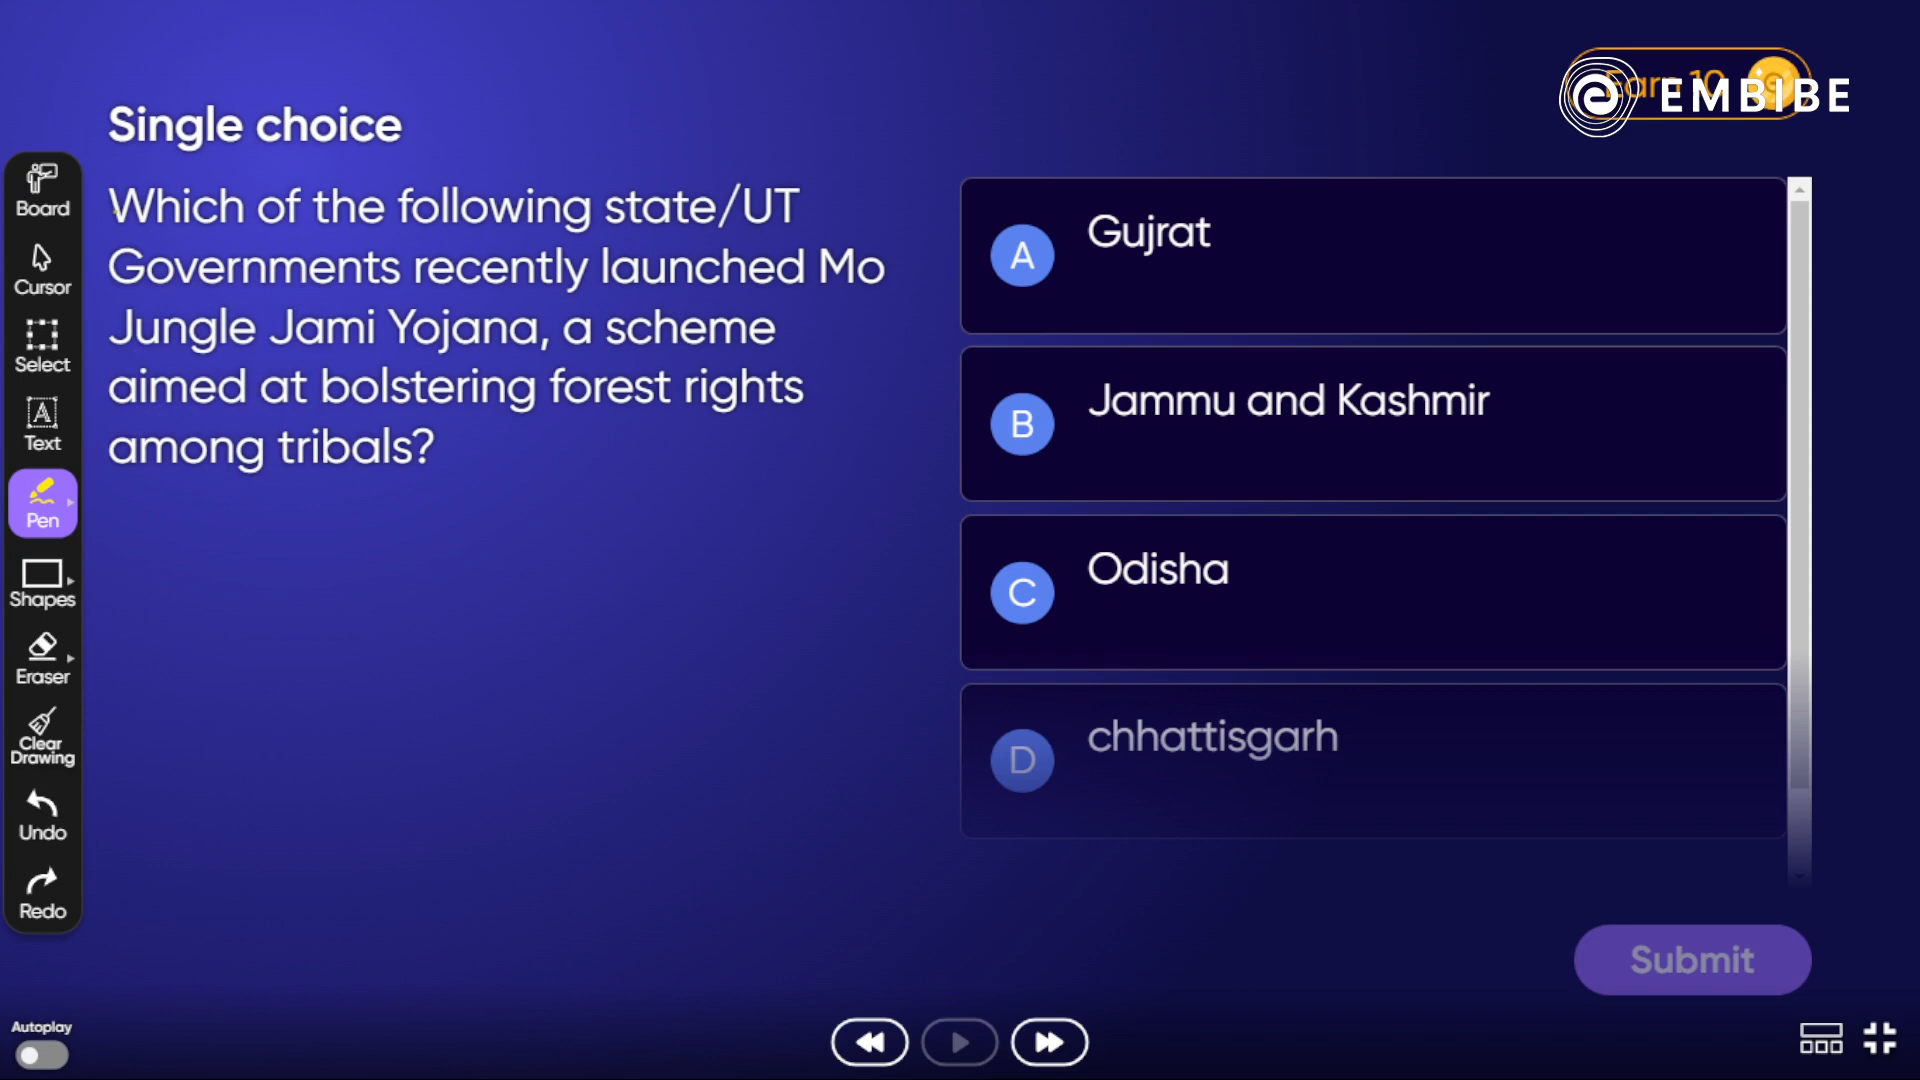 Earn 10
EMBIBE
Single choice
Which of the following state/UT
Governments recently launched Mo
Jungle Jami Yojana, a scheme
aimed at bolstering forest rights
among tribals?
A
Gujrat
B
Jammu and Kashmir
C
Odisha
D
chhattisgarh
Submit
Board
Cursor
Select
A
Text
Pen
Shapes
Eraser
Clear
Drawing
Undo
Redo
Autoplay